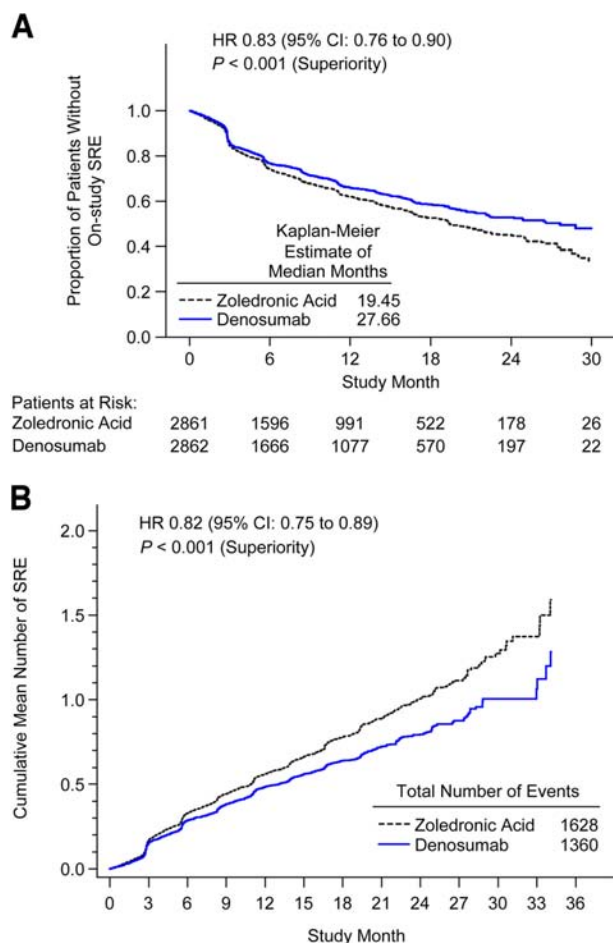 A
HR 0.83 (95% CI: 0.76 to 0.90)
P < 0.001 (Superiority)
Proportion of Patients Without
On-study SRE
1.0
0.8
0.6
0.4
0.2
0.0
Kaplan-Meier
Estimate of
Median Months
Zoledronic Acid 19.45
Denosumab 27.66
0 6 12 18 24 30
Study Month
Patients at Risk:
Zoledronic Acid 2861 1596 991 522 178 26
Denosumab 2862 1666 1077 570 197 22
B
HR 0.82 (95% CI: 0.75 to 0.89)
P < 0.001 (Superiority)
Cumulative Mean Number of SRE
2.0
1.5
1.0
0.5
0.0
Total Number of Events
Zoledronic Acid 1628
Denosumab 1360
0 3 6 9 12 15 18 21 24 27 30 33 36
Study Month